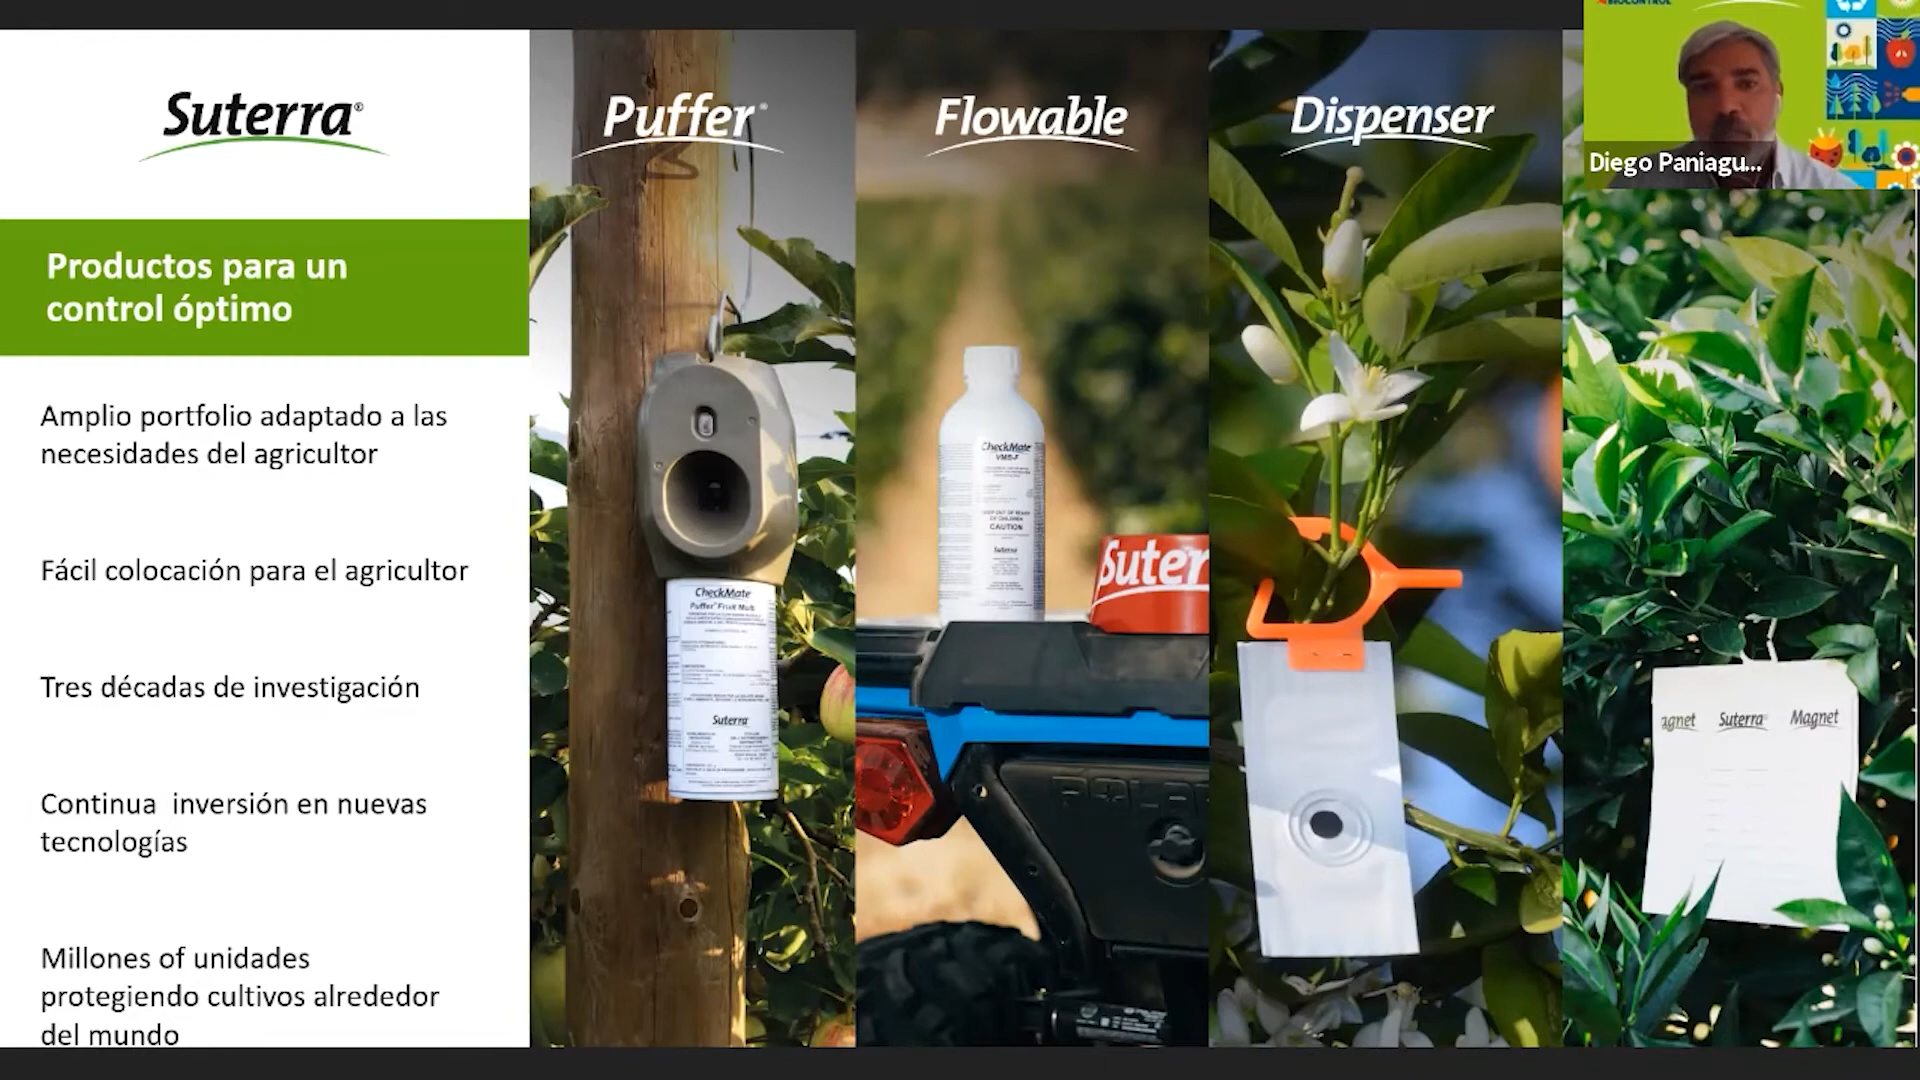 Suterra®
Productos para un
control óptimo
Amplio portfolio adaptado a las
necesidades del agricultor
Fácil colocación para el agricultor
Tres décadas de investigación
Continua inversión en nuevas
tecnologías
Millones of unidades
protegiendo cultivos alrededor
del mundo
Puffer®
CheckMate
Puffer® Fruit Multi
Suterra
Flowable
CheckMate
VMB-F
KEEP OUT OF REACH
OF CHILDREN
CAUTION
Suterra
Suter
Dispenser
BIOCONTROL
Diego Paniagu...
agnet Suterra® Magnet